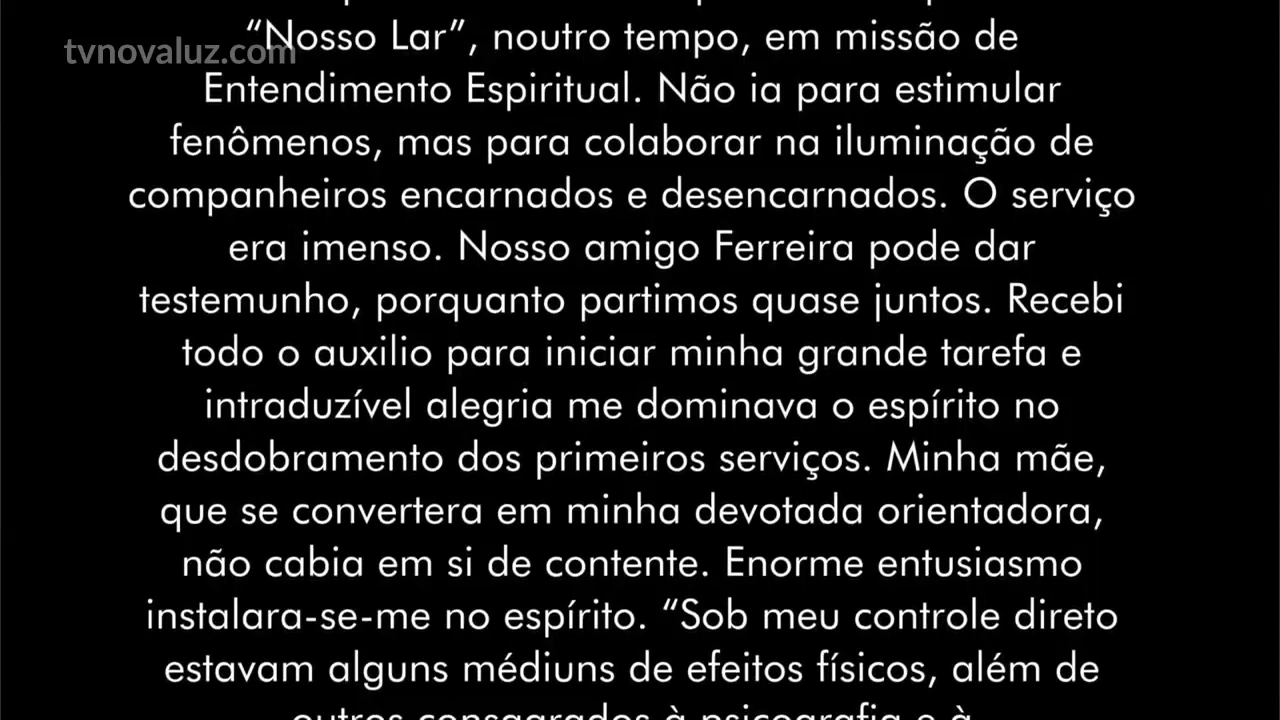 tvnovaluz.com
“Nosso Lar”, noutro tempo, em missão de
Entendimento Espiritual. Não ia para estimular
fenômenos, mas para colaborar na iluminação de
companheiros encarnados e desencarnados. O serviço
era imenso. Nosso amigo Ferreira pode dar
testemunho, porquanto partimos quase juntos. Recebi
todo o auxilio para iniciar minha grande tarefa e
intraduzível alegria me dominava o espírito no
desdobramento dos primeiros serviços. Minha mãe,
que se convertera em minha devotada orientadora,
não cabia em si de contente. Enorme entusiasmo
instalara-se-me no espírito. “Sob meu controle direto
estavam alguns médiuns de efeitos físicos, além de
outros consagrados à psicografia e à